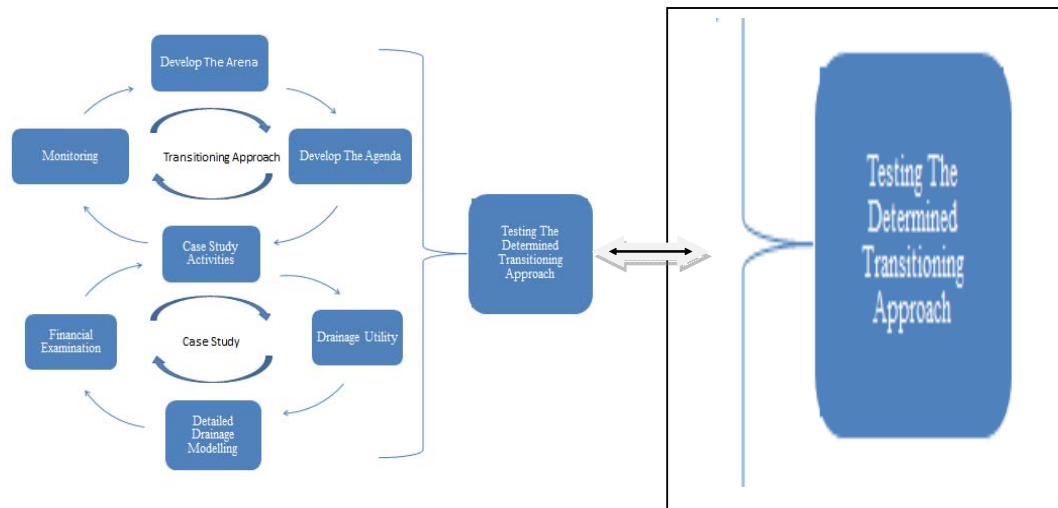 Develop The Arena
Monitoring
Transitioning Approach
Develop The Agenda
Case Study
Activities
Financial
Examination
Case Study
Drainage Utility
Detailed
Drainage
Modelling
Testing The
Determined
Transitioning
Approach
Testing The
Determined
Transitioning
Approach